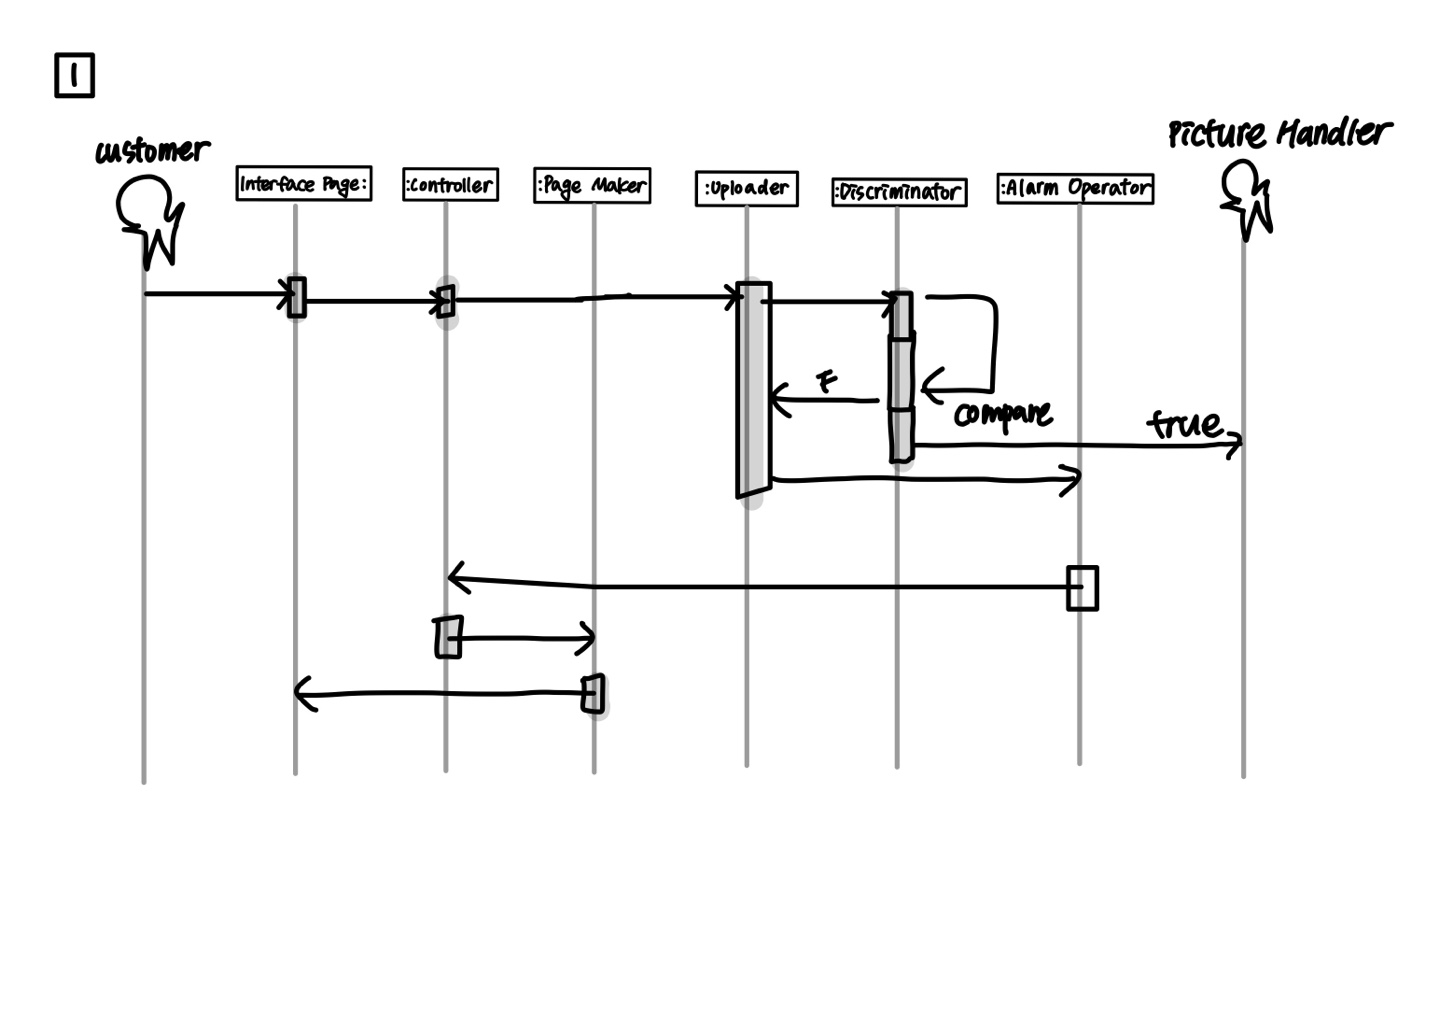 1
customer
Interface Page:
:Controller
:Page Maker
:Uploader
:Discriminator
:Alarm Operator
Picture Handler
F
compare
true